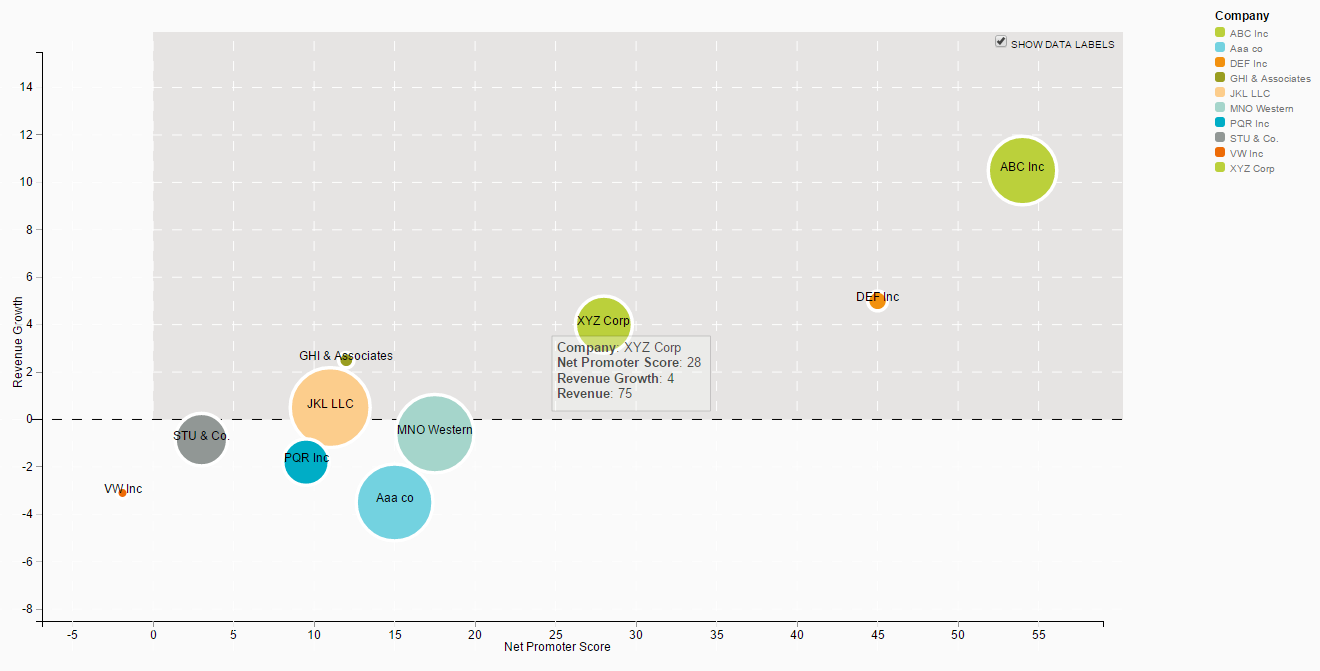 Company
ABC Inc
Aaa co
DEF Inc
GHI & Associates
JKL LLC
MNO Western
PQR Inc
STU & Co.
VW Inc
XYZ Corp
SHOW DATA LABELS
14
12
10
8
6
4
2
0
-2
-4
-6
-8
Revenue Growth
ABC Inc
DEF Inc
XYZ Corp
Company: XYZ Corp
Net Promoter Score: 28
Revenue Growth: 4
Revenue: 75
GHI & Associates
JKL LLC
MNO Western
STU & Co.
PQR Inc
VW Inc
Aaa co
-5 0 5 10 15 20 25 30 35 40 45 50 55
Net Promoter Score